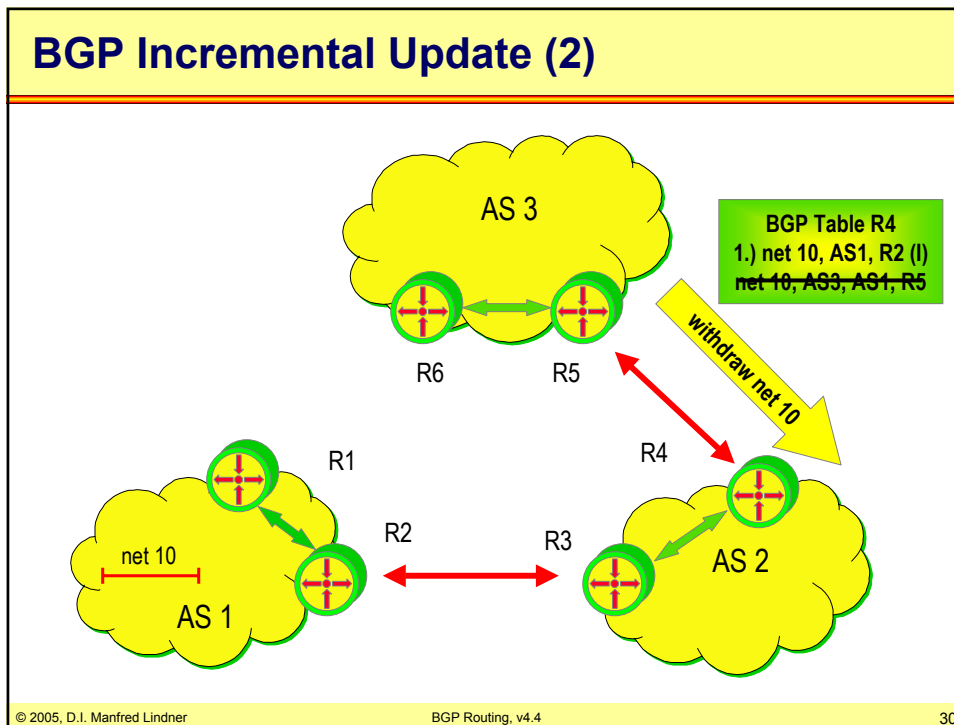 BGP Incremental Update (2)
AS 3
BGP Table R4
1.) net 10, AS1, R2 (I)
net 10, AS3, AS1, R5
withdraw net 10
R6
R5
R4
R1
R2
R3
net 10
AS 2
AS 1
© 2005, D.I. Manfred Lindner
BGP Routing, v4.4
30